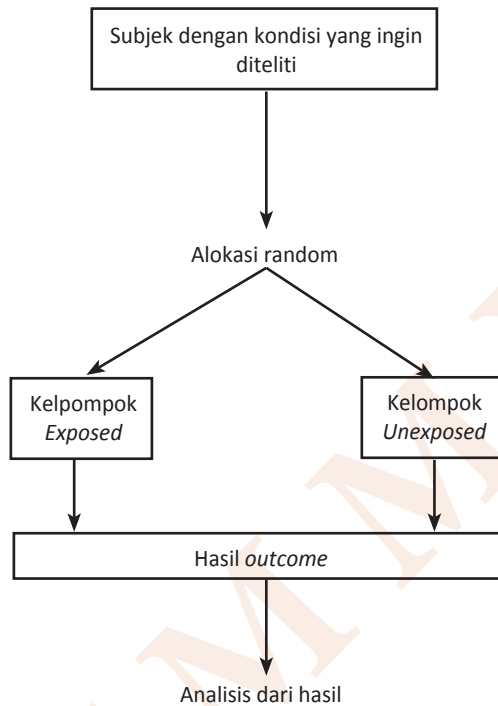 Subjek dengan kondisi yang ingin
diteliti
Alokasi random
Kelpompok
Exposed
Kelompok
Unexposed
Hasil outcome
Analisis dari hasil